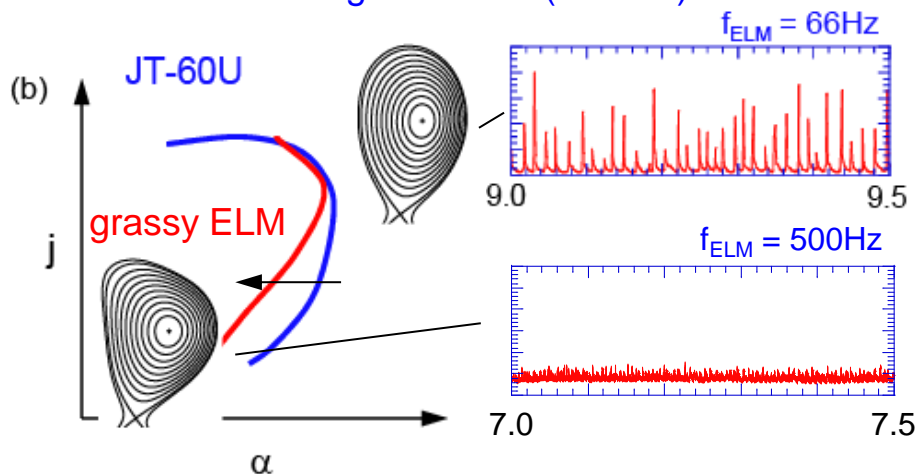 f_ELM = 66Hz
JT-60U
(b)
9.0 9.5
grassy ELM
j
f_ELM = 500Hz
7.0 7.5
α